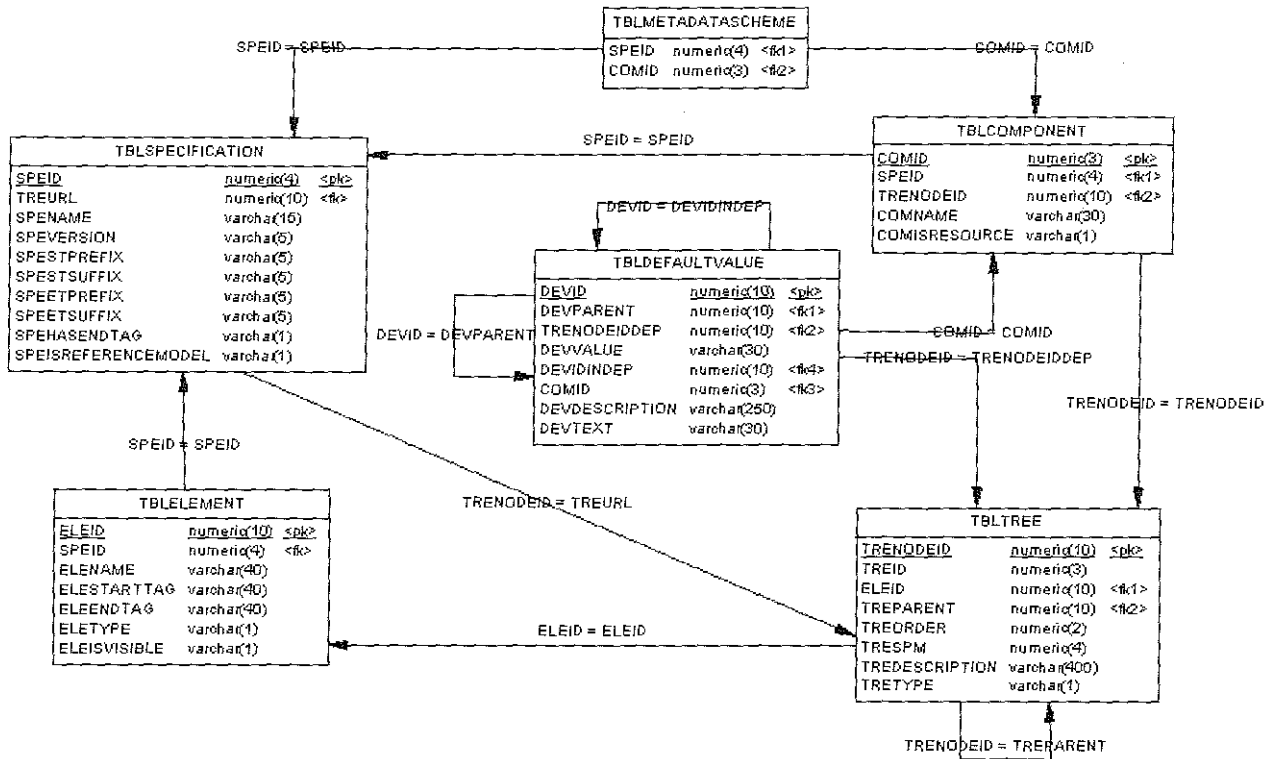 TBLMETADATASCHEME
SPEID numeric(4) <fk1>
COMID numeric(3) <fk2>
SPEID = SPEID
COMID = COMID
TBLSPECIFICATION
SPEID numeric(4) <pk>
TREURL numeric(10) <fk>
SPENAME varchar(15)
SPEVERSION varchar(5)
SPESTPREFIX varchar(5)
SPESTSUFFIX varchar(5)
SPEETPREFIX varchar(5)
SPEETSUFFIX varchar(5)
SPEHASENDTAG varchar(1)
SPEISREFERENCEMODEL varchar(1)
SPEID = SPEID
TBLCOMPONENT
COMID numeric(3) <pk>
SPEID numeric(4) <fk1>
TRENODEID numeric(10) <fk2>
COMNAME varchar(30)
COMISRESOURCE varchar(1)
DEVID = DEVIDINDEP
TBLDEFAULTVALUE
DEVID numeric(10) <pk>
DEVPARENT numeric(10) <fk1>
TRENODEIDDEP numeric(10) <fk2>
DEVVALUE varchar(30)
DEVIDINDEP numeric(10) <fk4>
COMID numeric(3) <fk3>
DEVDESCRIPTION varchar(250)
DEVTEXT varchar(30)
DEVID = DEVPARENT
COMID = COMID
TRENODEID = TRENODEIDDEP
TRENODEID = TRENODEID
SPEID = SPEID
TRENODEID = TREURL
TBLELEMENT
ELEID numeric(10) <pk>
SPEID numeric(4) <fk>
ELENAME varchar(40)
ELESTARTTAG varchar(40)
ELEENDTAG varchar(40)
ELETYPE varchar(1)
ELEISVISIBLE varchar(1)
ELEID = ELEID
TBLTREE
TRENODEID numeric(10) <pk>
TREID numeric(3)
ELEID numeric(10) <fk1>
TREPARENT numeric(10) <fk2>
TREORDER numeric(2)
TRESPM numeric(4)
TREDESCRIPTION varchar(400)
TRETYPE varchar(1)
TRENODEID = TREPARENT